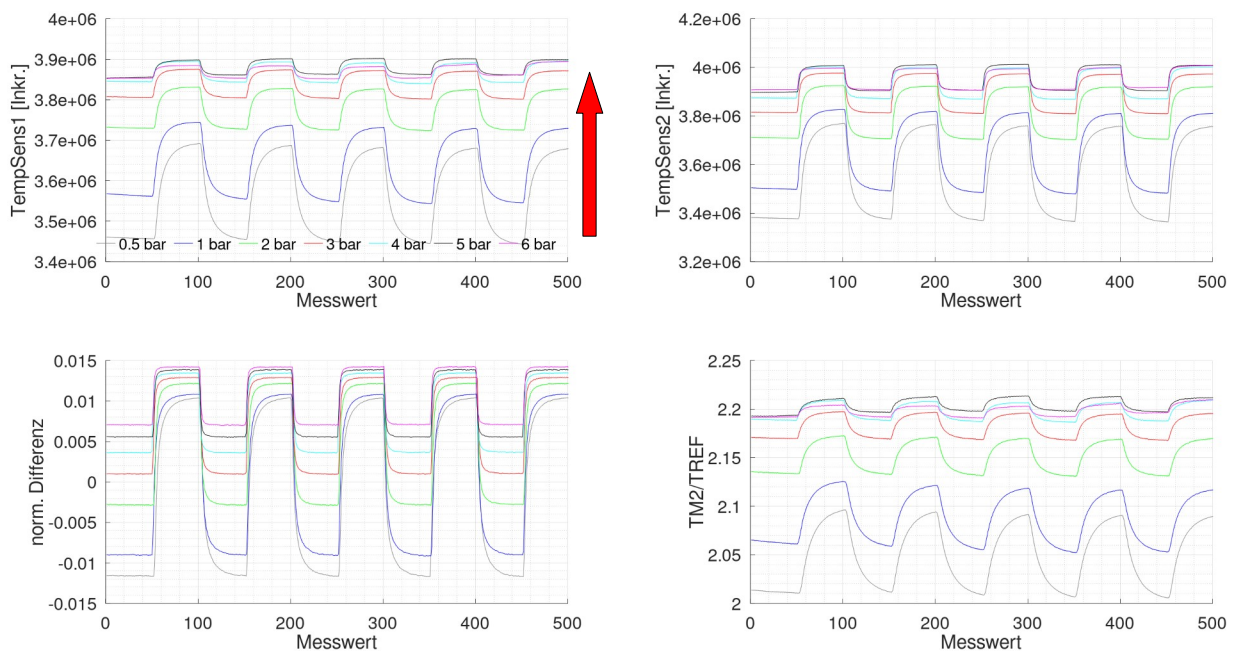 4e+06
3.9e+06
3.8e+06
3.7e+06
3.6e+06
3.5e+06
3.4e+06
TempSens1 [Inkr.]
0.5 bar 1 bar 2 bar 3 bar 4 bar 5 bar 6 bar
0 100 200 300 400 500
Messwert
4.2e+06
4e+06
3.8e+06
3.6e+06
3.4e+06
3.2e+06
TempSens2 [Inkr.]
0 100 200 300 400 500
Messwert
0.015
0.01
0.005
0
-0.005
-0.01
-0.015
norm. Differenz
0 100 200 300 400 500
Messwert
2.25
2.2
2.15
2.1
2.05
2
TM2/TREF
0 100 200 300 400 500
Messwert